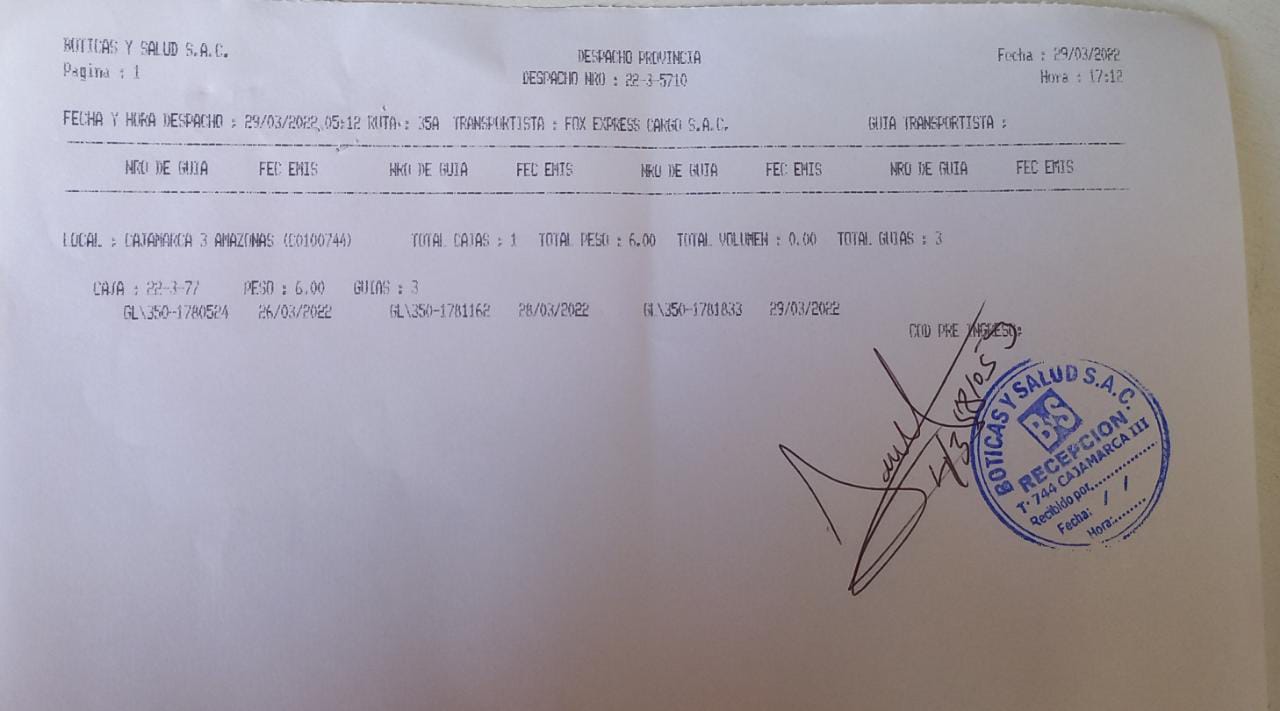 BOTICAS Y SALUD S.A.C.
DESPACHO PROVINCIA
Fecha : 29/03/2022
Pagina : 1
DESPACHO NRO : 22-3-5710
Hora : 17:12
FECHA Y HORA DESPACHO : 29/03/2022 05:12 RUTA : 35A TRANSPORTISTA : FOX EXPRESS CARGO S.A.C. GUIA TRANSPORTISTA :
NRO DE GUIA FEC EMIS NRO DE GUIA FEC EMIS NRO DE GUIA FEC EMIS NRO DE GUIA FEC EMIS
LOCAL : CAJAMARCA 3 AMAZONAS (C0100744) TOTAL CAJAS : 1 TOTAL PESO : 6.00 TOTAL VOLUMEN : 0.00 TOTAL GUIAS : 3
CAJA : 22-3-77 PESO : 6.00 GUIAS : 3
GL\350-1780524 26/03/2022 GL\350-1781162 28/03/2022 GL\350-1781833 29/03/2022
COD PRE INGRESO:
BOTICAS Y SALUD S.A.C.
B&S
RECEPCION
T· 744 CAJAMARCA III
Recibido por..........
Fecha: / /
Hora:........